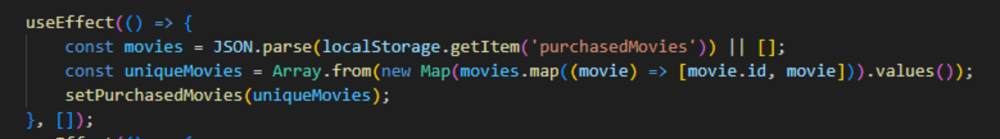 useEffect(() => {
const movies = JSON.parse(localStorage.getItem('purchasedMovies')) || [];
const uniqueMovies = Array.from(new Map(movies.map((movie) => [movie.id, movie])).values());
setPurchasedMovies(uniqueMovies);
}, []);